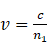 v = c/n₁